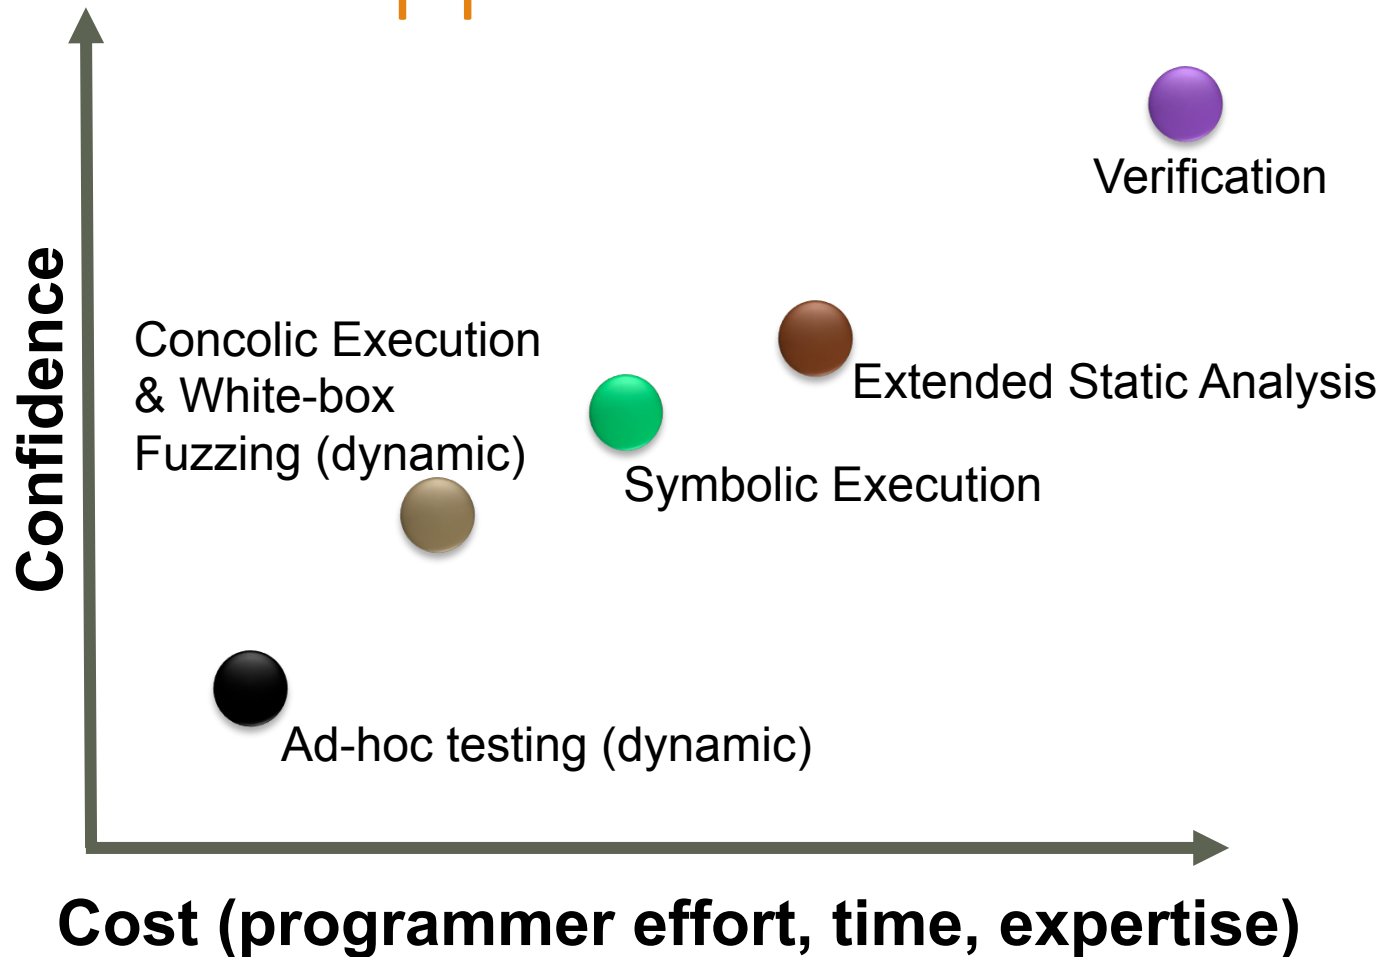 Verification
Concolic Execution
& White-box
Fuzzing (dynamic)
Extended Static Analysis
Symbolic Execution
Ad-hoc testing (dynamic)
Confidence
Cost (programmer effort, time, expertise)